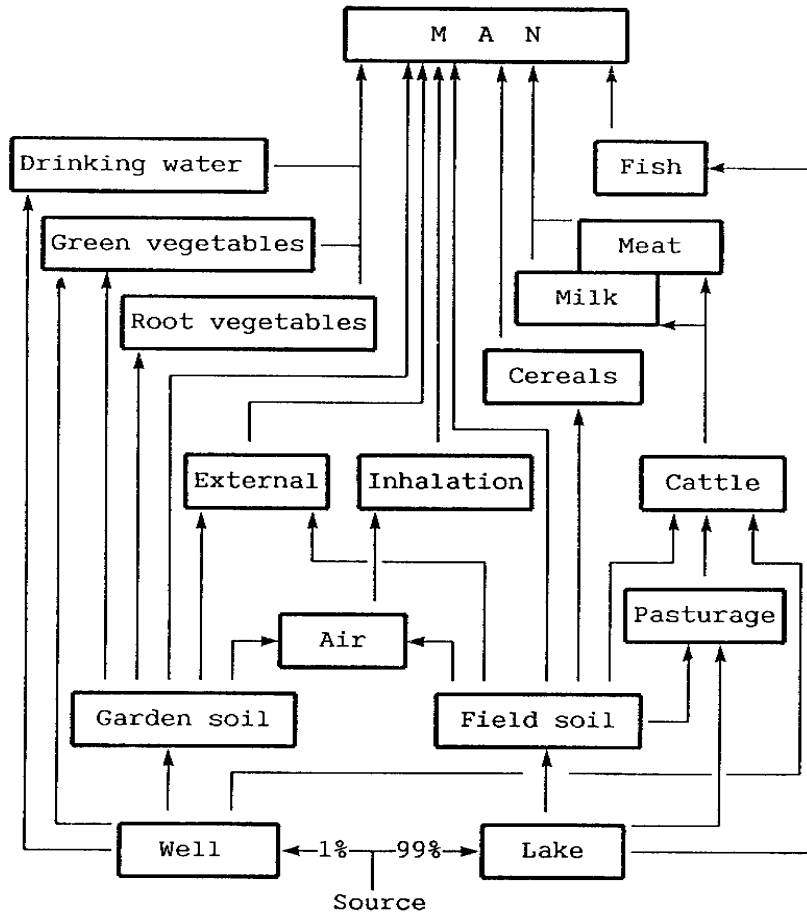 M A N
Drinking water
Fish
Green vegetables
Meat
Milk
Root vegetables
Cereals
External
Inhalation
Cattle
Pasturage
Air
Garden soil
Field soil
Well
1%
99%
Lake
Source